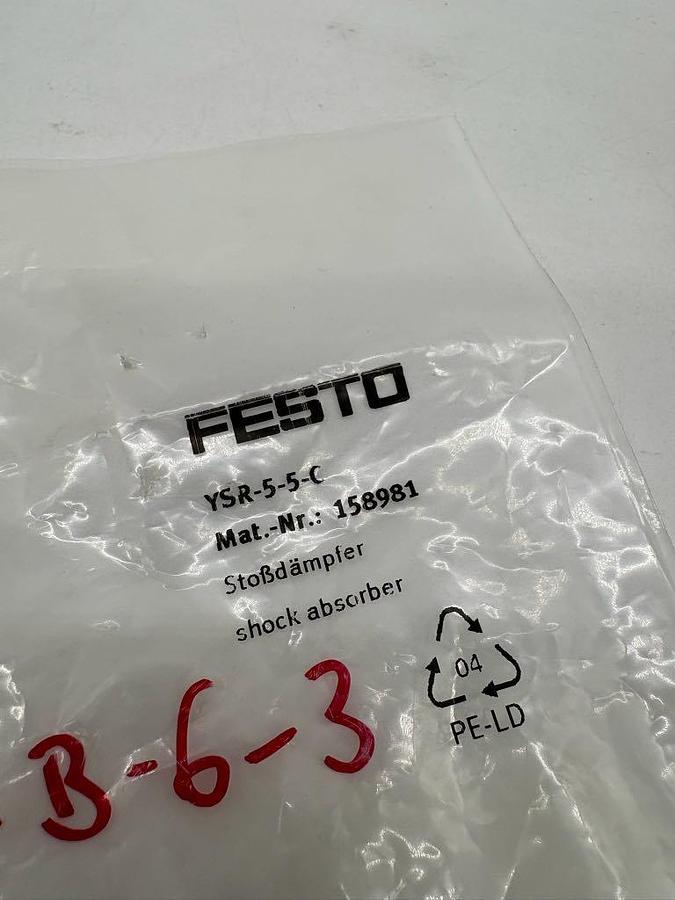 FESTO
YSR-5-5-C
Mat.-Nr.: 158981
Stoßdämpfer
shock absorber
04
PE-LD
B-6-3